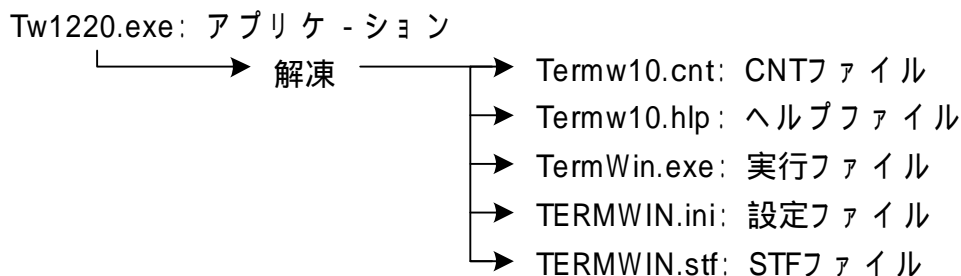 Tw1220.exe: アプリケ-ション
解凍
Termw10.cnt: CNTファイル
Termw10.hlp: ヘルプファイル
TermWin.exe: 実行ファイル
TERMWIN.ini: 設定ファイル
TERMWIN.stf: STFファイル